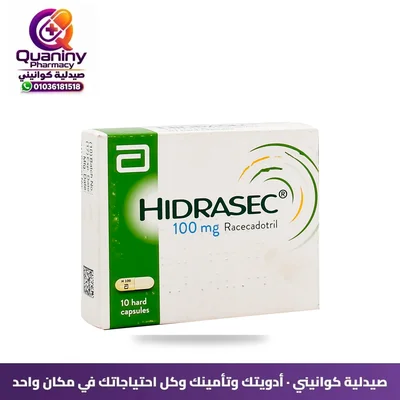 Quaniny
Pharmacy
صيدلية كوانيني
01036181518
HIDRASEC®
100 mg Racecadotril
10 hard
capsules
صيدلية كوانيني · أدويتك وتأمينك وكل احتياجاتك في مكان واحد